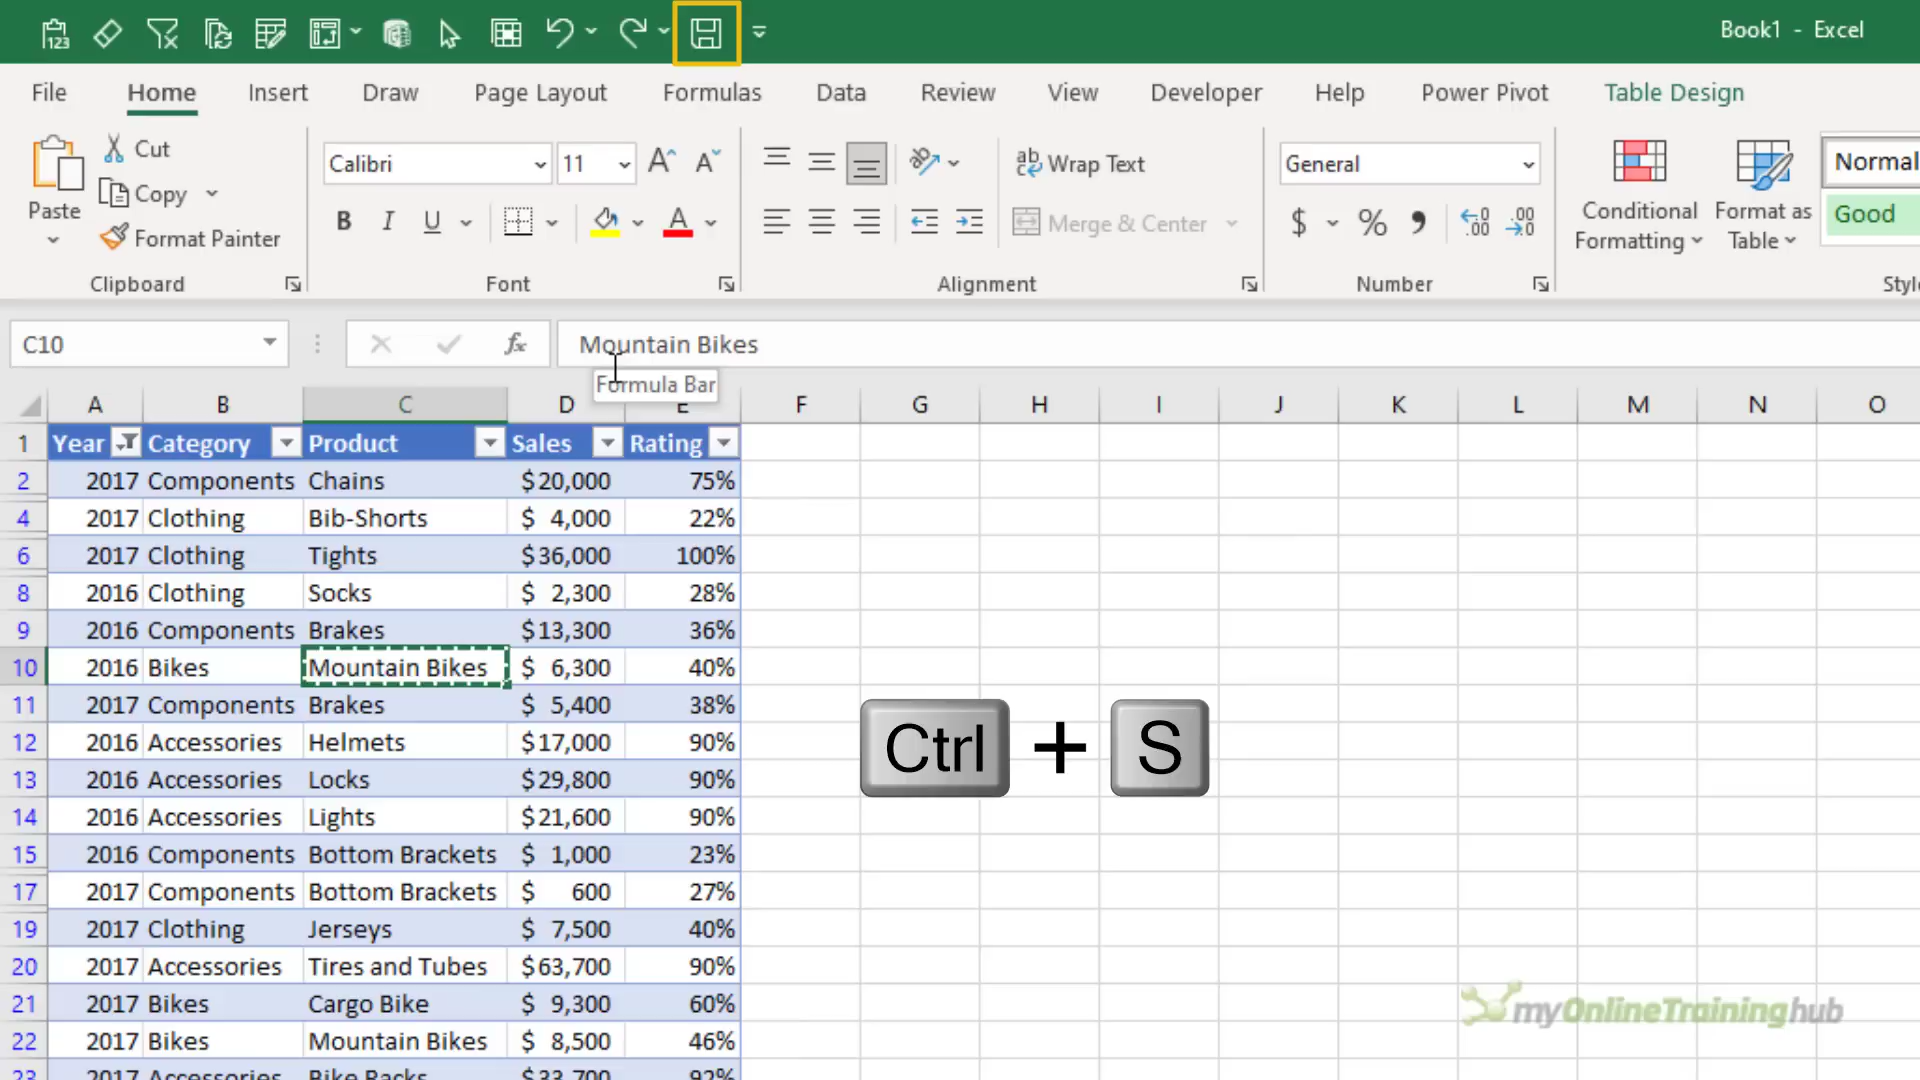 123
Book1 - Excel
File Home Insert Draw Page Layout Formulas Data Review View Developer Help Power Pivot Table Design
Paste
Cut
Copy
Format Painter
Clipboard
Calibri 11 A A
B I U A
Font
ab Wrap Text
Merge & Center
Alignment
General
$ % , .00 .00
Number
Conditional Formatting
Format as Table
Normal
Good
C10 fx Mountain Bikes
Formula Bar
A B C D E F G H I J K L M N O
1 Year Category Product Sales Rating
2 2017 Components Chains $20,000 75%
4 2017 Clothing Bib-Shorts $ 4,000 22%
6 2017 Clothing Tights $36,000 100%
8 2016 Clothing Socks $ 2,300 28%
9 2016 Components Brakes $13,300 36%
10 2016 Bikes Mountain Bikes $ 6,300 40%
11 2017 Components Brakes $ 5,400 38%
12 2016 Accessories Helmets $17,000 90%
13 2016 Accessories Locks $29,800 90%
14 2016 Accessories Lights $21,600 90%
15 2016 Components Bottom Brackets $ 1,000 23%
17 2017 Components Bottom Brackets $ 600 27%
19 2017 Clothing Jerseys $ 7,500 40%
20 2017 Accessories Tires and Tubes $63,700 90%
21 2017 Bikes Cargo Bike $ 9,300 60%
22 2017 Bikes Mountain Bikes $ 8,500 46%
23 2017 Accessories Bike Racks $33,700 92%
Ctrl + S
myOnlineTraininghub